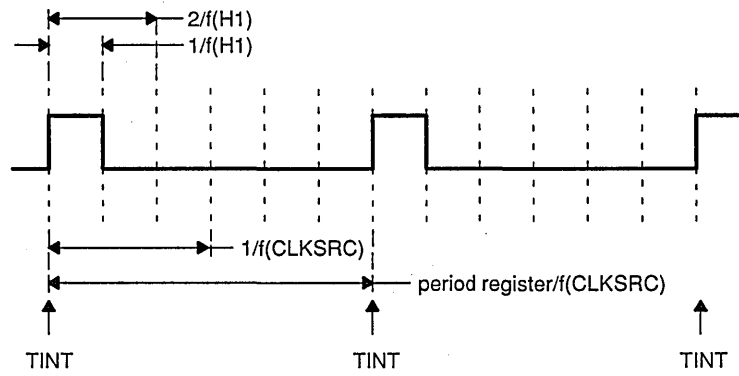 2/f(H1)
1/f(H1)
1/f(CLKSRC)
period register/f(CLKSRC)
TINT
TINT
TINT